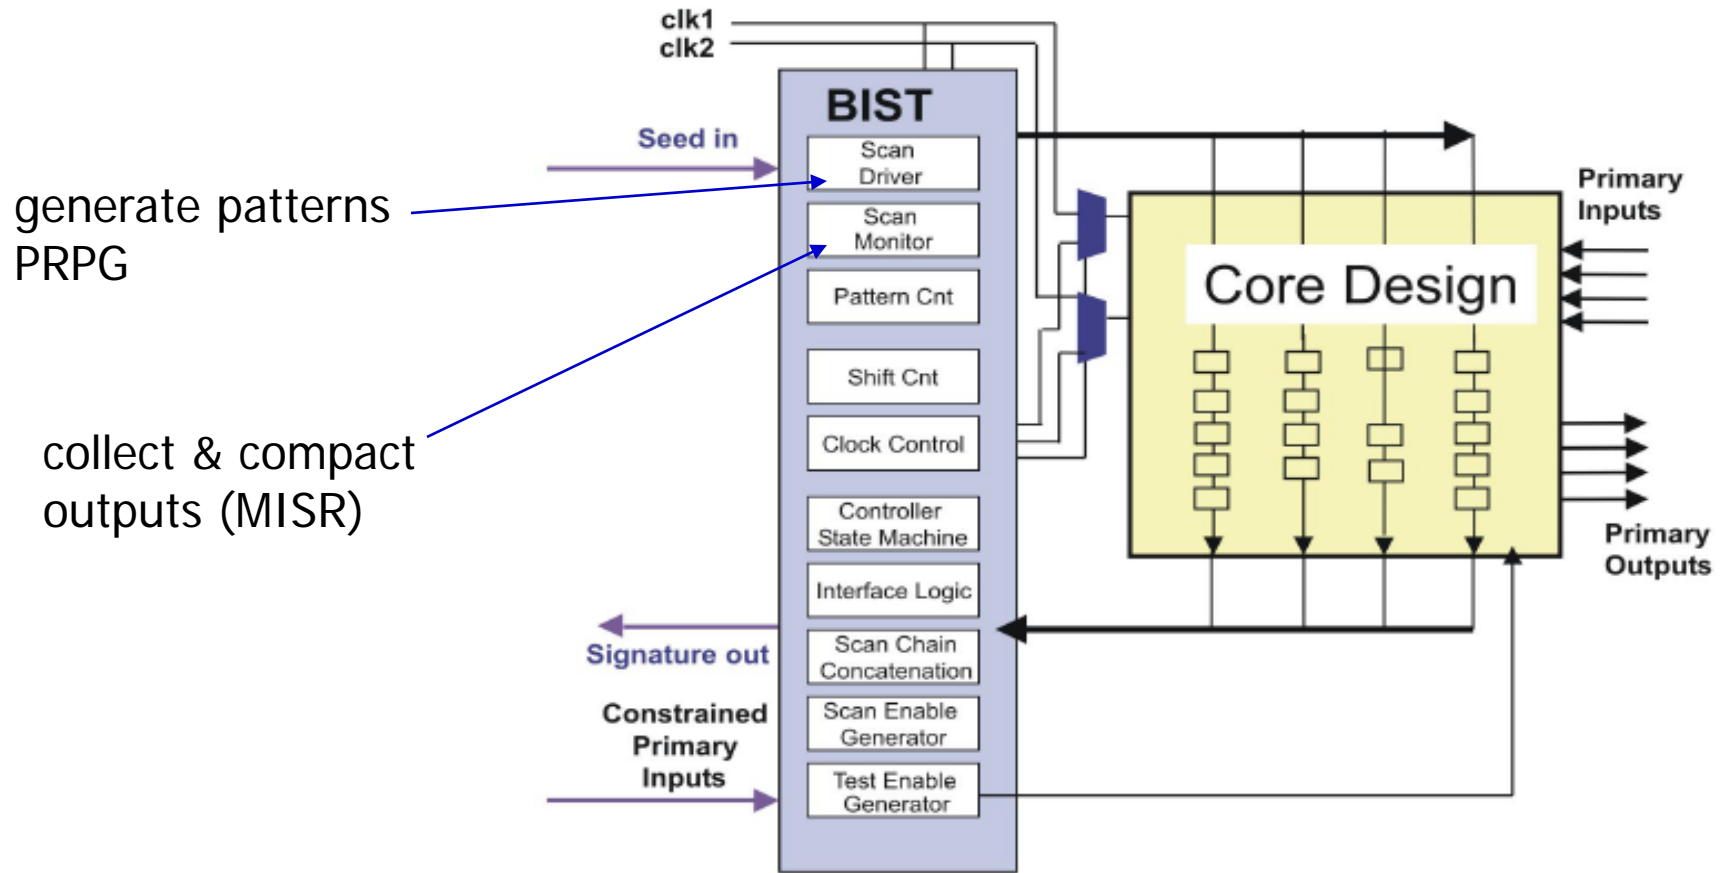 clk1
clk2
BIST
Seed in
Scan
Driver
generate patterns
PRPG
Scan
Monitor
Pattern Cnt
Shift Cnt
collect & compact
outputs (MISR)
Clock Control
Controller
State Machine
Interface Logic
Signature out
Scan Chain
Concatenation
Constrained
Primary
Inputs
Scan Enable
Generator
Test Enable
Generator
Primary
Inputs
Core Design
Primary
Outputs